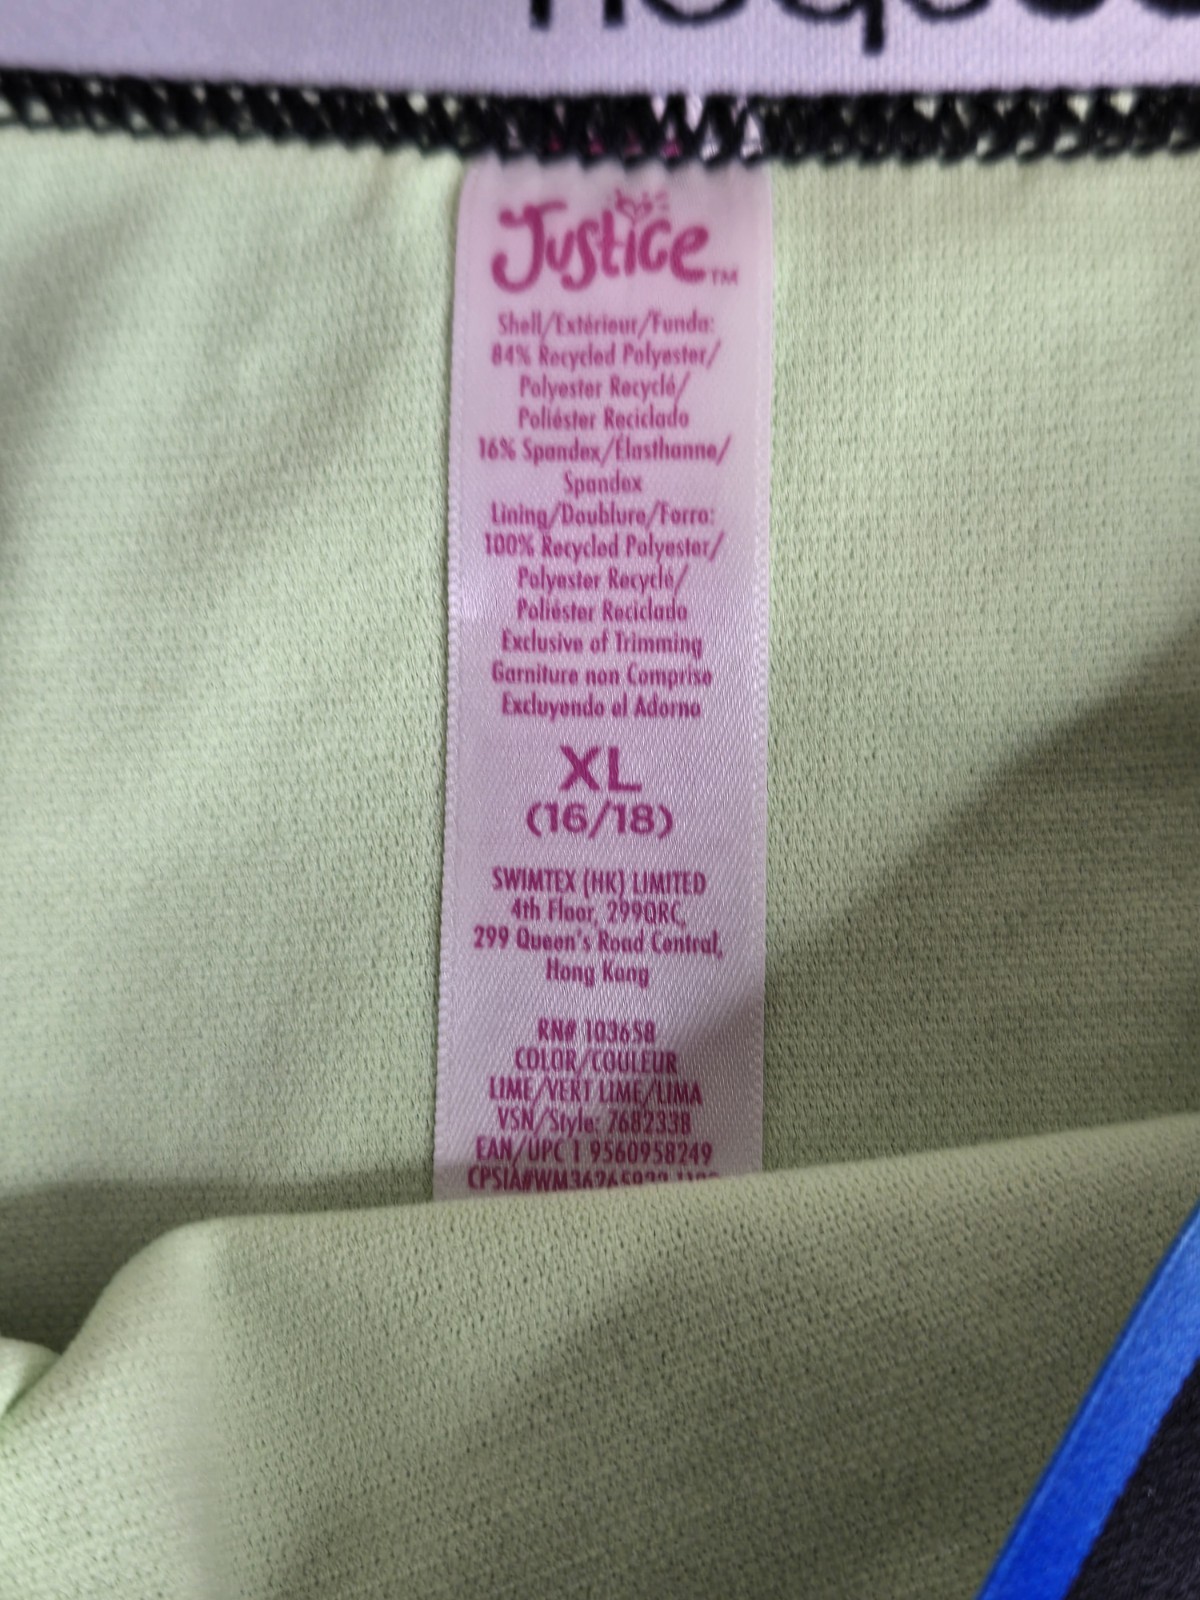 Justice™
Shell/Extérieur/Funda:
84% Recycled Polyester/
Polyester Recyclé/
Poliéster Reciclado
16% Spandex/Élasthanne/
Spandex
Lining/Doublure/Forro:
100% Recycled Polyester/
Polyester Recyclé/
Poliéster Reciclado
Exclusive of Trimming
Garniture non Comprise
Excluyendo el Adorno
XL
(16/18)
SWIMTEX (HK) LIMITED
4th Floor, 299QRC,
299 Queen's Road Central,
Hong Kong
RN# 103658
COLOR/COULEUR
LIME/VERT LIME/LIMA
VSN/Style: 7682338
EAN/UPC 1 9560958249